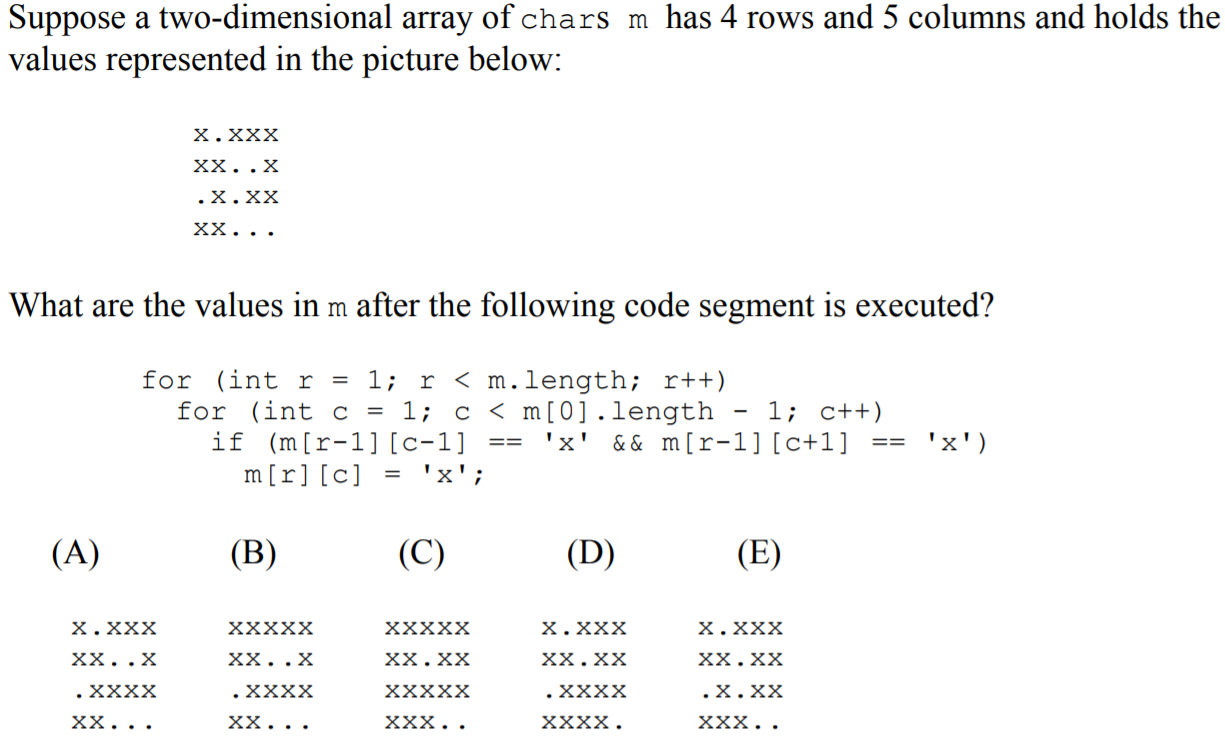 Suppose a two-dimensional array of chars m has 4 rows and 5 columns and holds the
values represented in the picture below:
x.xxx
xx..x
.x.xx
xx...
What are the values in m after the following code segment is executed?
for (int r = 1; r < m.length; r++)
for (int c = 1; c < m[0].length - 1; c++)
if (m[r-1][c-1] == 'x' && m[r-1][c+1] == 'x')
m[r][c] = 'x';
(A) (B) (C) (D) (E)
x.xxx xxxxx xxxxx x.xxx x.xxx
xx..x xx..x xx.xx xx.xx xx.xx
.xxxx .xxxx xxxxx .xxxx .x.xx
xx... xx... xxx.. xxxx. xxx..